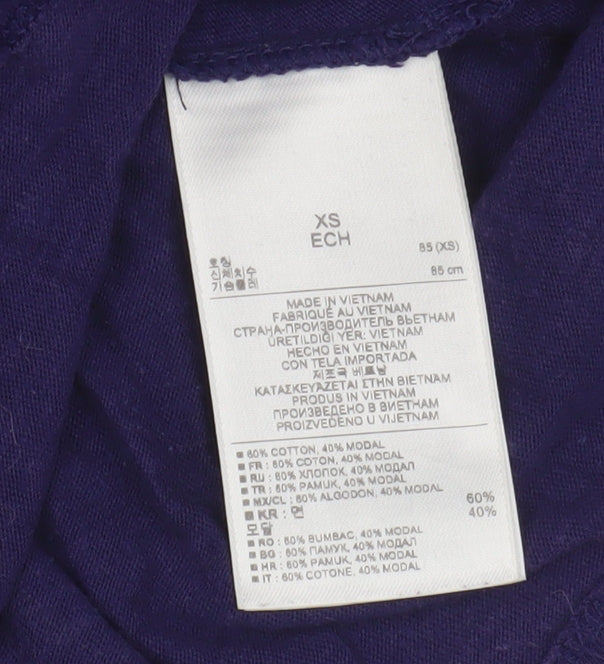 XS
ECH
호칭 85 (XS)
신체치수 85 cm
MADE IN VIETNAM
FABRIQUÉ AU VIETNAM
СТРАНА-ПРОИЗВОДИТЕЛЬ ВЬЕТНАМ
ÜRETILDIĞI YER: VIETNAM
HECHO EN VIETNAM
CON TELA IMPORTADA
제조국 베트남
ΚΑΤΑΣΚΕΥΑΖΕΤΑΙ ΣΤΗΝ ΒΙΕΤΝΑΜ
PRODUS IN VIETNAM
ПРОИЗВЕДЕНО В ВИЕТНАМ
PROIZVEDENO U VIJETNAM
60% COTTON, 40% MODAL
FR : 60% COTON, 40% MODAL
RU : 60% ХЛОПОК, 40% МОДАЛ
TR : 60% PAMUK, 40% MODAL
MX/CL : 60% ALGODON, 40% MODAL
KR : 면 60%
모달 40%
RO : 60% BUMBAC, 40% MODAL
BG : 60% ПАМУК, 40% МОДАЛ
HR : 60% PAMUK, 40% MODAL
IT : 60% COTONE, 40% MODAL